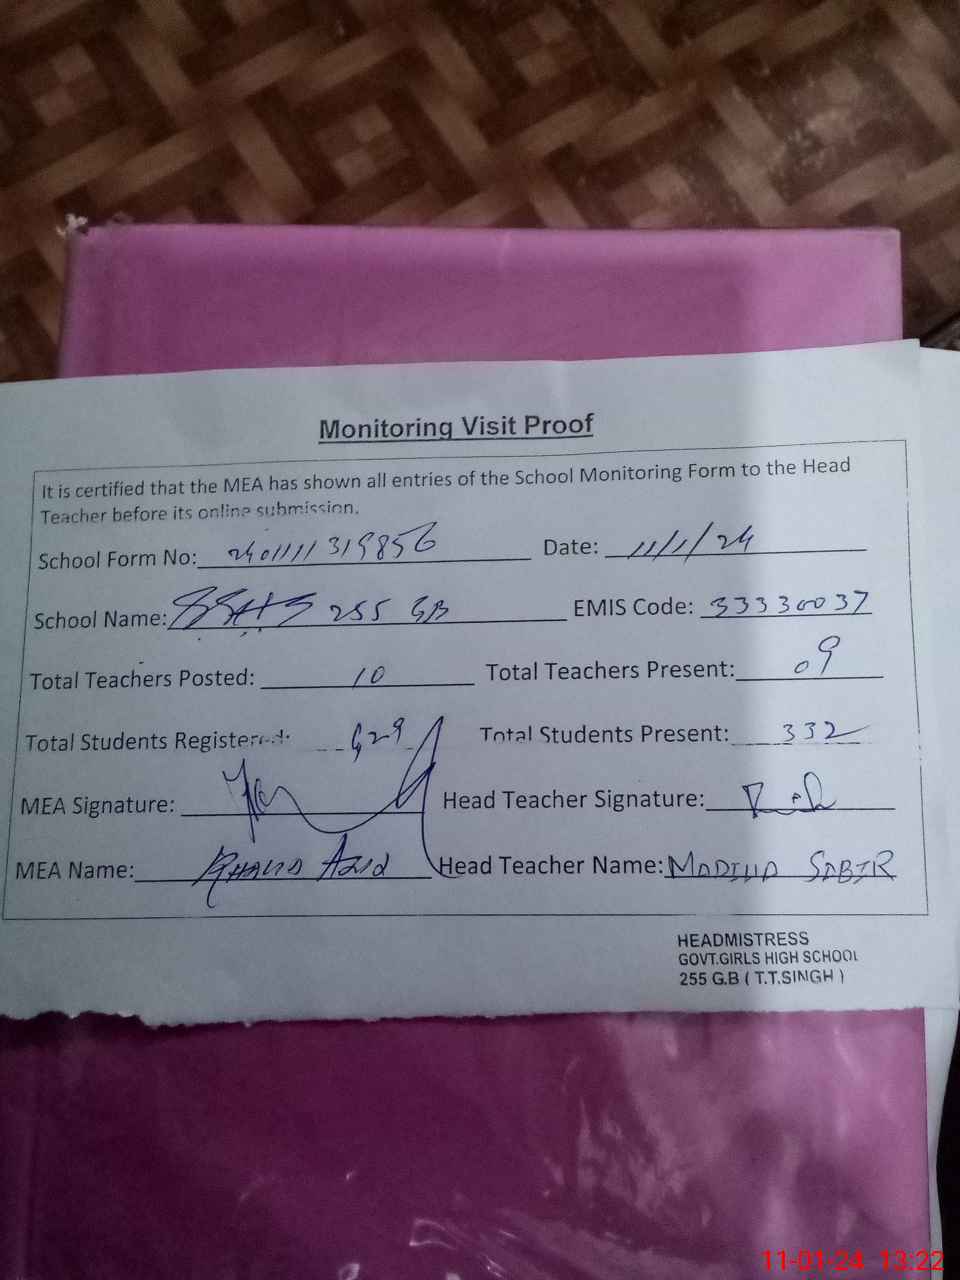 Monitoring Visit Proof
It is certified that the MEA has shown all entries of the School Monitoring Form to the Head
Teacher before its online submission.
School Form No: 2401111319856 Date: 11/1/24
School Name: GGHS 255 GB EMIS Code: 33330037
Total Teachers Posted: 10 Total Teachers Present: 09
Total Students Registered: 429 Total Students Present: 332
MEA Signature: Head Teacher Signature:
MEA Name: KHALID AZIZ Head Teacher Name: MADIHA SABIR
HEADMISTRESS
GOVT.GIRLS HIGH SCHOOL
255 G.B ( T.T.SINGH )
11-01-24 13:22